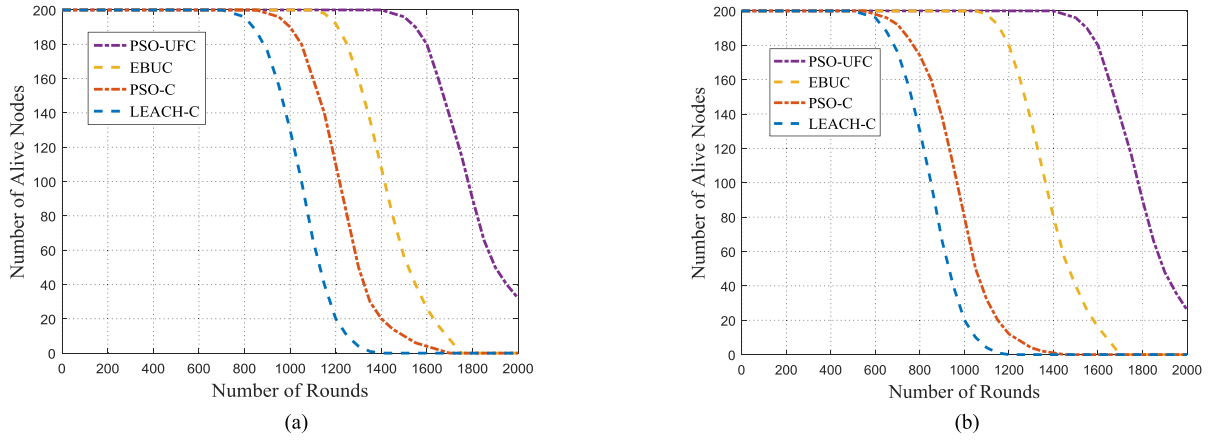 200
180
160
140
120
100
80
60
40
20
0
Number of Alive Nodes
PSO-UFC
EBUC
PSO-C
LEACH-C
0 200 400 600 800 1000 1200 1400 1600 1800 2000
Number of Rounds
(a)
200
180
160
140
120
100
80
60
40
20
0
Number of Alive Nodes
PSO-UFC
EBUC
PSO-C
LEACH-C
0 200 400 600 800 1000 1200 1400 1600 1800 2000
Number of Rounds
(b)